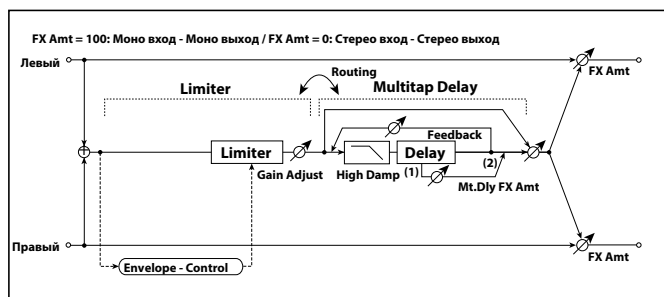 FX Amt = 100: Моно вход - Моно выход / FX Amt = 0: Стерео вход - Стерео выход
Левый
FX Amt
Routing
Limiter
Multitap Delay
Feedback
Limiter
Delay
Gain Adjust
High Damp
(1)
(2)
Mt.Dly FX Amt
Правый
FX Amt
Envelope - Control